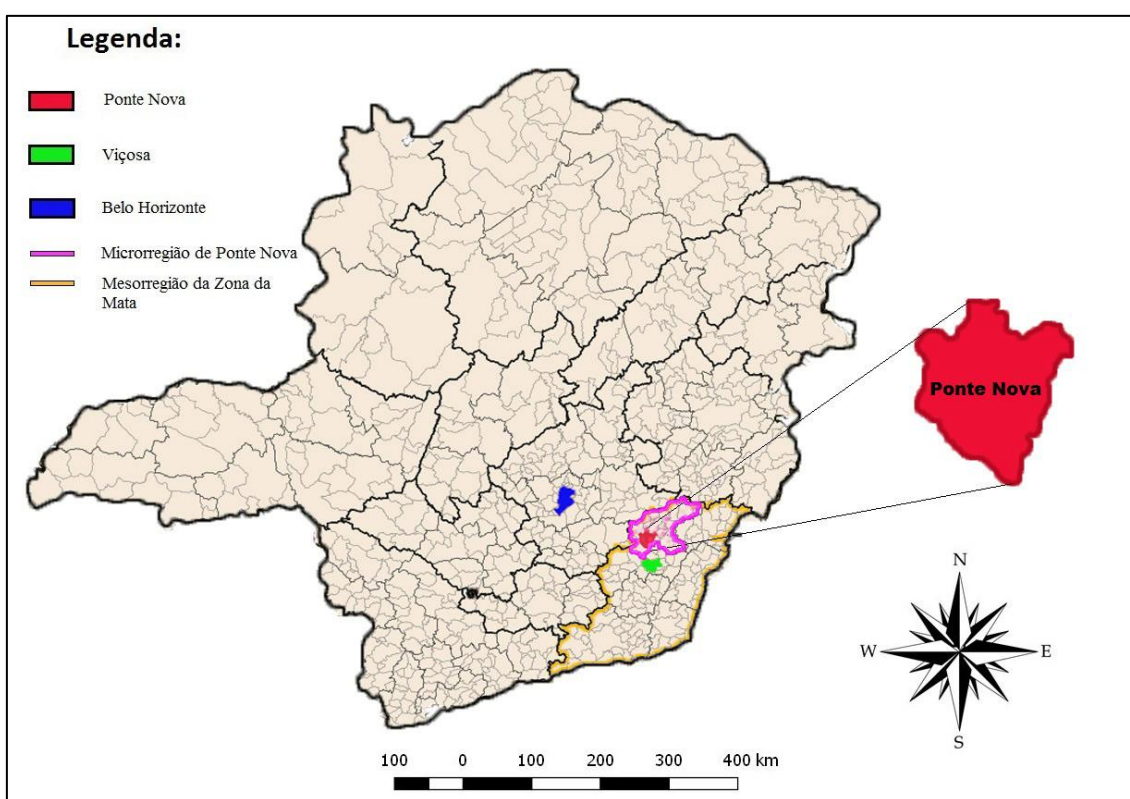 Legenda:
Ponte Nova
Viçosa
Belo Horizonte
Microrregião de Ponte Nova
Mesorregião da Zona da
Mata
Ponte Nova
N
W
E
S
100 0 100 200 300 400 km